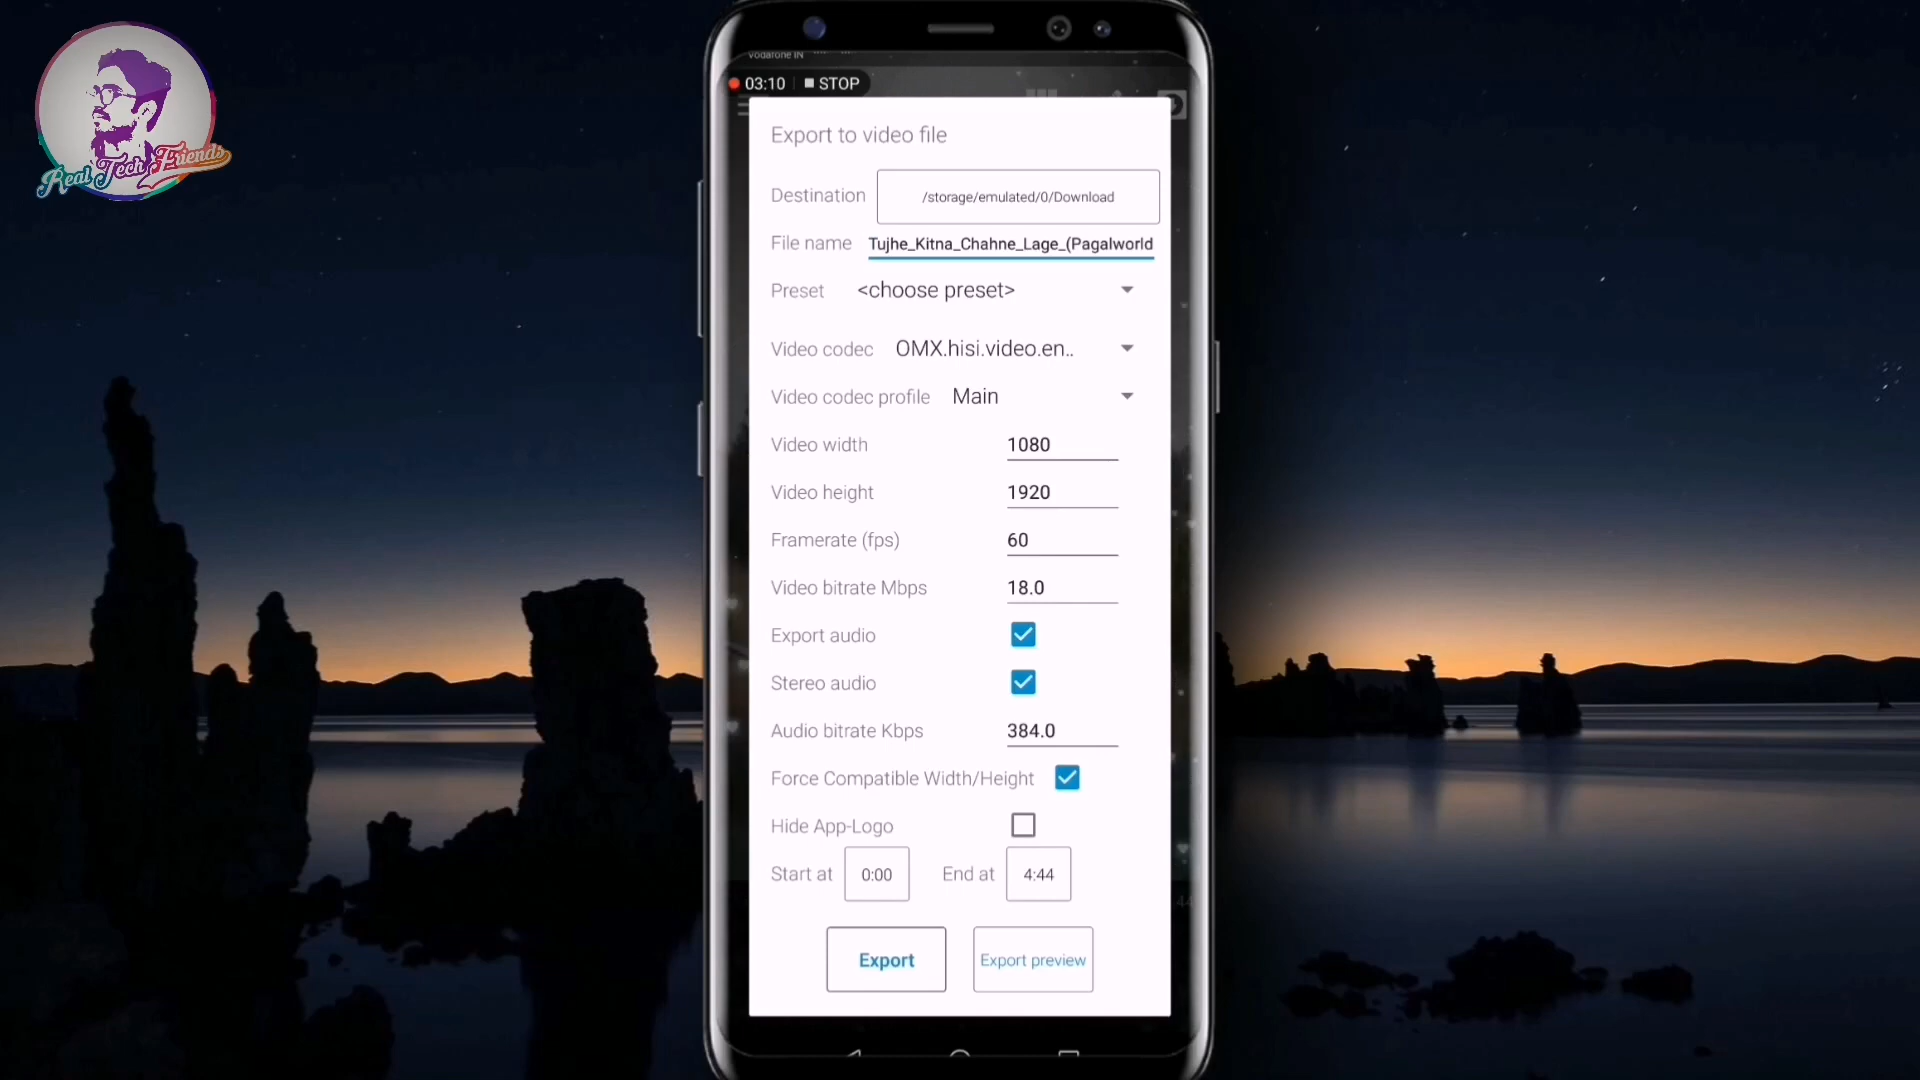 Real Tech Friends
vodafone IN
03:10 STOP
Export to video file
Destination /storage/emulated/0/Download
File name Tujhe_Kitna_Chahne_Lage_(Pagalworld
Preset <choose preset>
Video codec OMX.hisi.video.en..
Video codec profile Main
Video width 1080
Video height 1920
Framerate (fps) 60
Video bitrate Mbps 18.0
Export audio
Stereo audio
Audio bitrate Kbps 384.0
Force Compatible Width/Height
Hide App-Logo
Start at 0:00 End at 4:44
Export Export preview